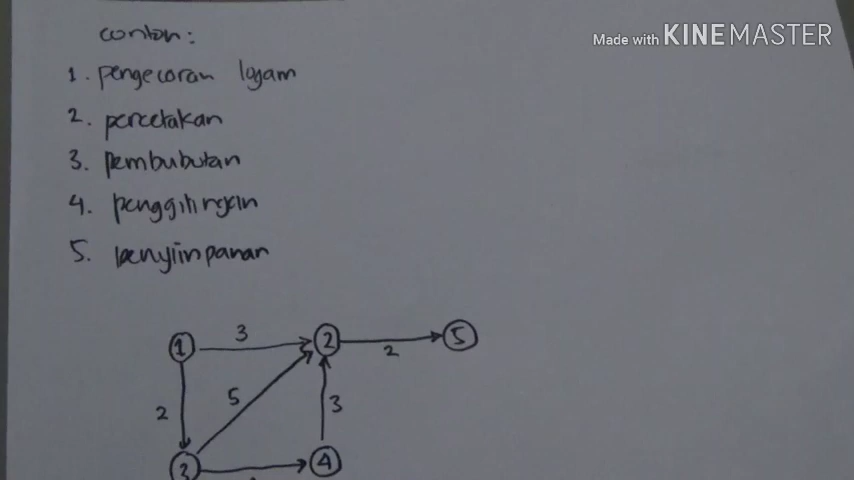 contoh:
Made with KINEMASTER
1. pengecoran logam
2. percetakan
3. pembubutan
4. penggilingan
5. penyimpanan
3
1
2
5
2
2
5
3
3
4